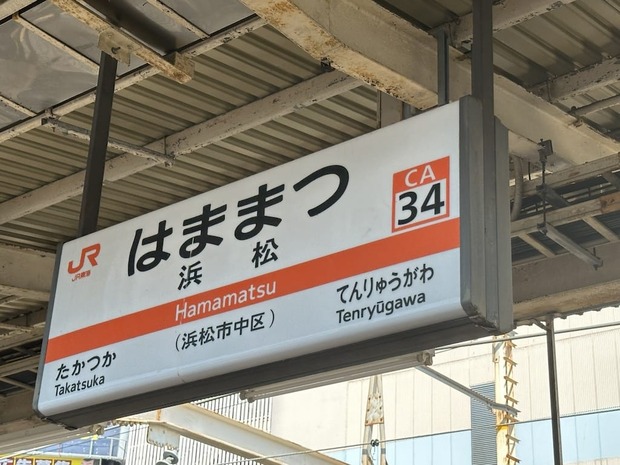 JR
JR東海
はままつ
浜松
Hamamatsu
(浜松市中区)
CA
34
たかつか
Takatsuka
てんりゅうがわ
Tenryūgawa